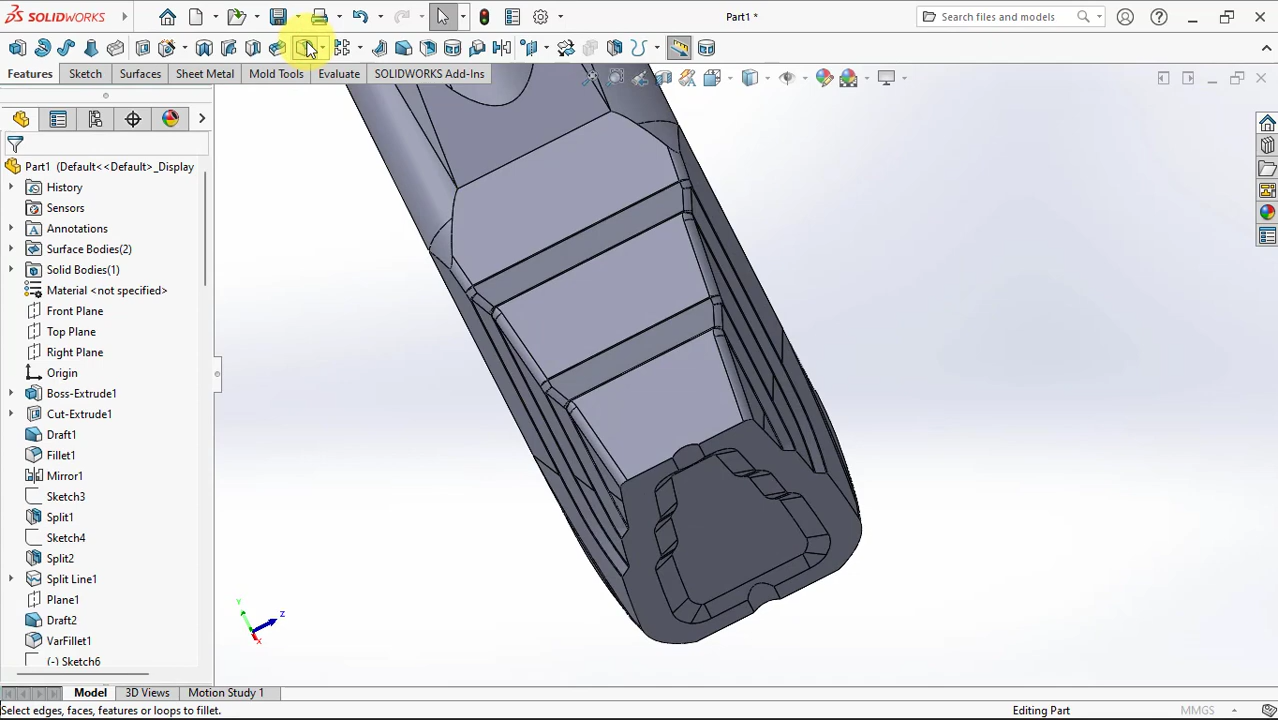 SOLIDWORKS
Part1 *
Search files and models
Features
Sketch
Surfaces
Sheet Metal
Mold Tools
Evaluate
SOLIDWORKS Add-Ins
Part1 (Default<<Default>_Display
History
Sensors
Annotations
Surface Bodies(2)
Solid Bodies(1)
Material <not specified>
Front Plane
Top Plane
Right Plane
Origin
Boss-Extrude1
Cut-Extrude1
Draft1
Fillet1
Mirror1
Sketch3
Split1
Sketch4
Split2
Split Line1
Plane1
Draft2
VarFillet1
(-) Sketch6
Y
Z
X
Model
3D Views
Motion Study 1
Select edges, faces, features or loops to fillet.
Editing Part
MMGS